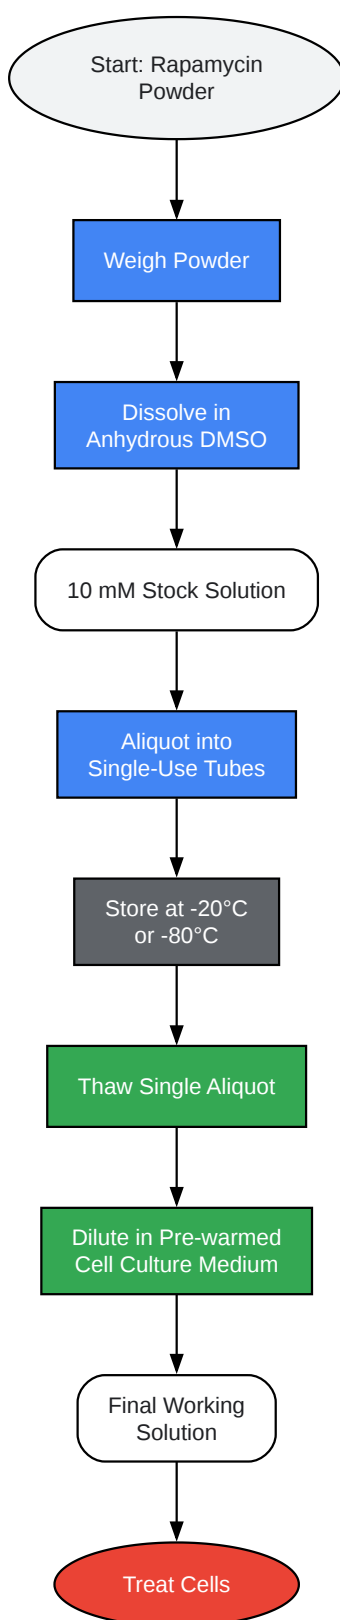 Start: Rapamycin
Powder
Weigh Powder
Dissolve in
Anhydrous DMSO
10 mM Stock Solution
Aliquot into
Single-Use Tubes
Store at -20°C
or -80°C
Thaw Single Aliquot
Dilute in Pre-warmed
Cell Culture Medium
Final Working
Solution
Treat Cells